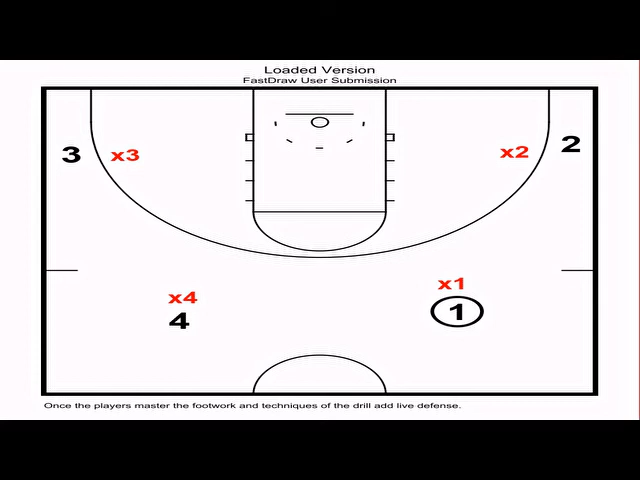 Loaded Version
FastDraw User Submission
3 x3 x2 2
x4 x1
4 1
Once the players master the footwork and techniques of the drill add live defense.